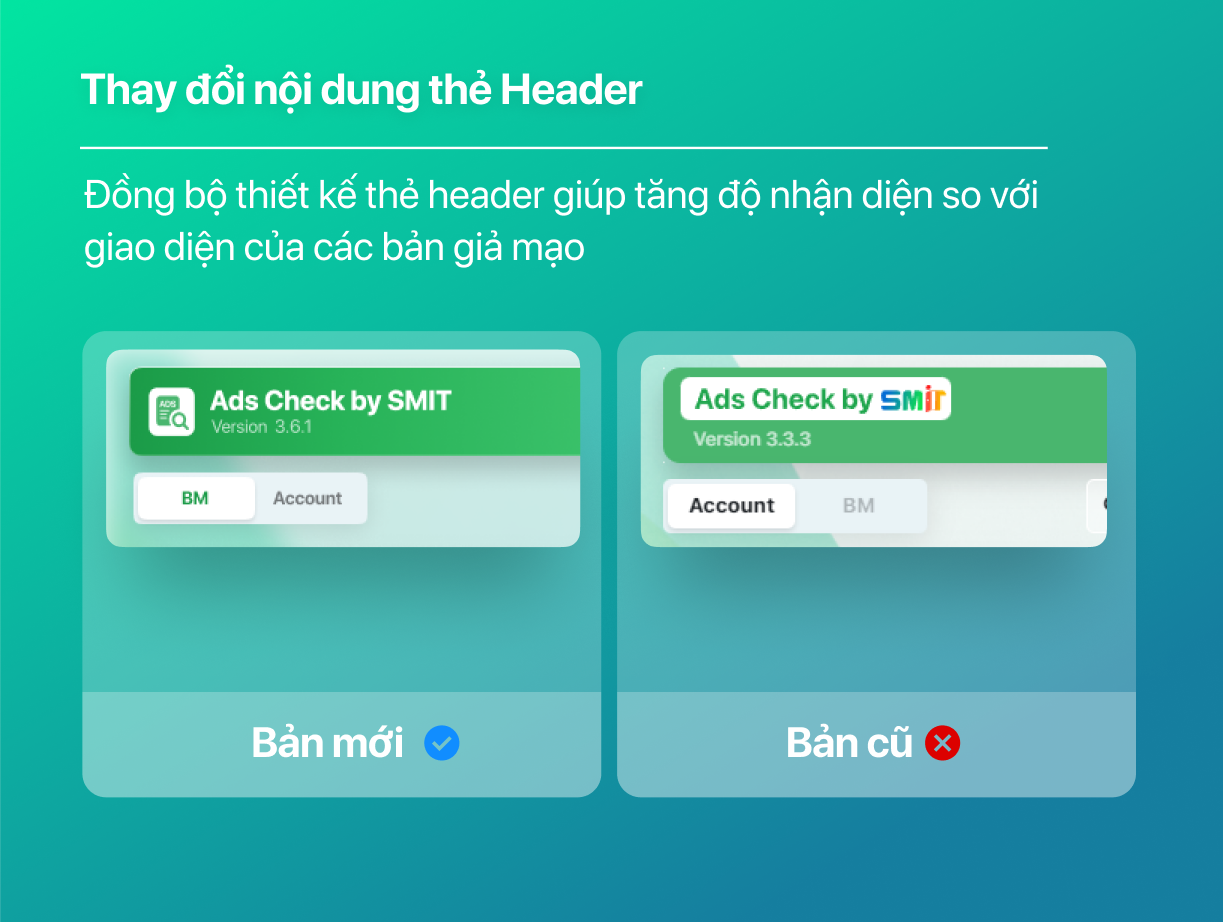 Thay đổi nội dung thẻ Header
Đồng bộ thiết kế thẻ header giúp tăng độ nhận diện so với
giao diện của các bản giả mạo
ADS
Ads Check by SMIT
Version 3.6.1
BM Account
Bản mới
Ads Check by SMIT
Version 3.3.3
Account BM
Bản cũ